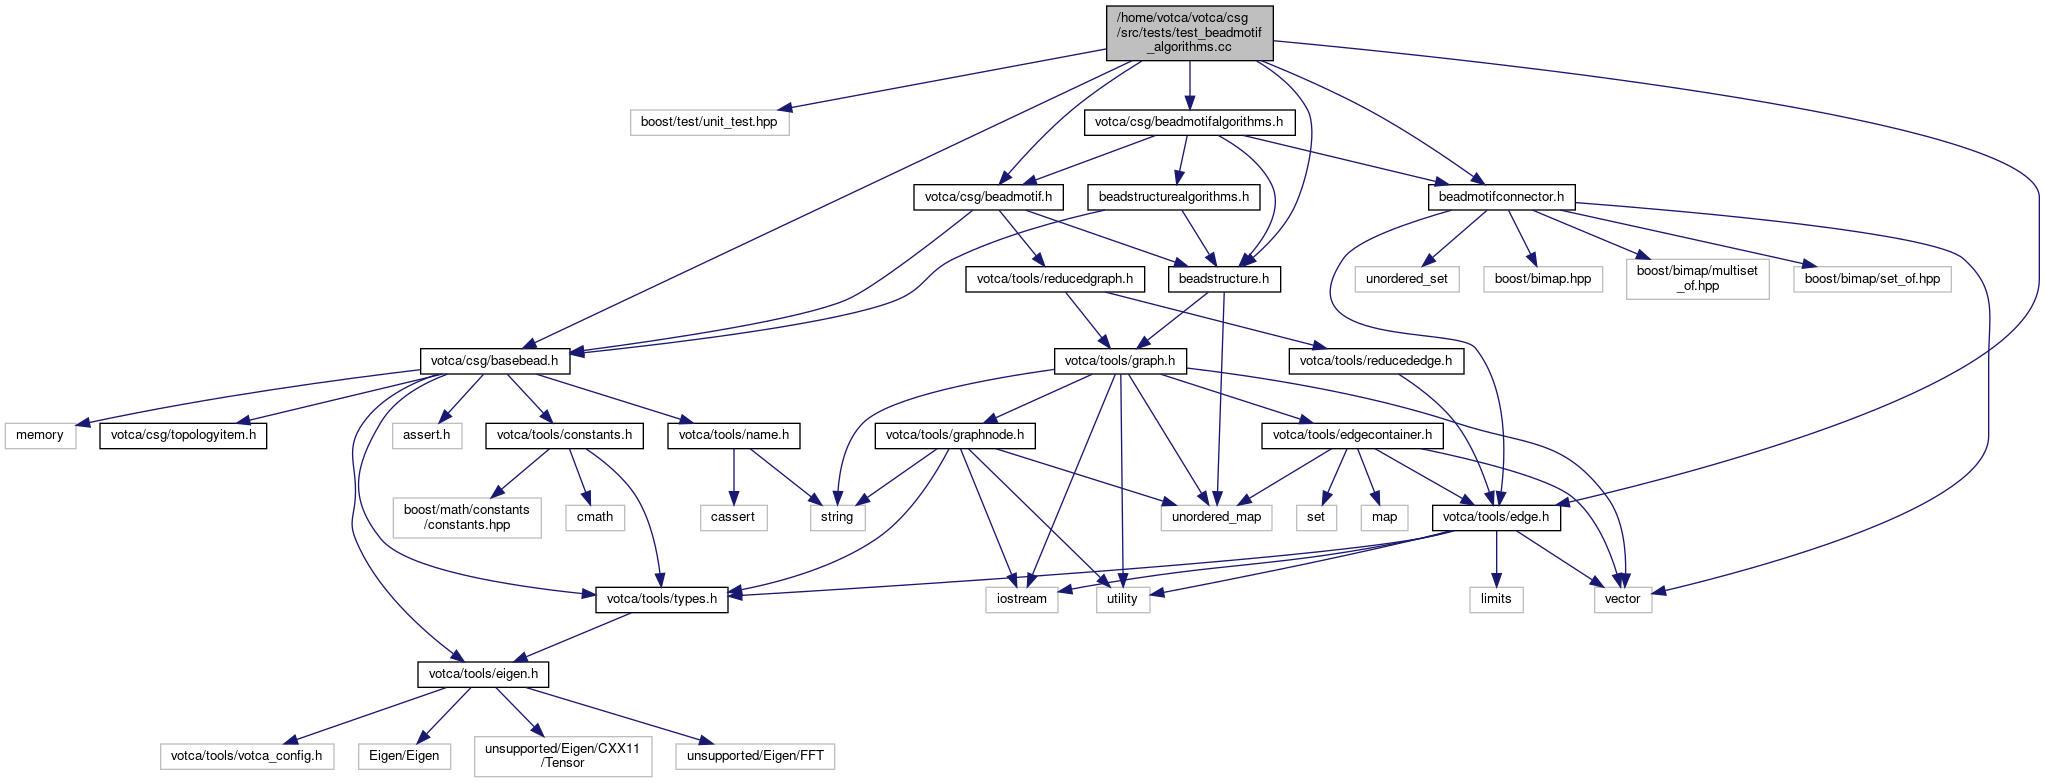 /home/votca/votca/csg
/src/tests/test_beadmotif
_algorithms.cc
boost/test/unit_test.hpp
votca/csg/beadmotifalgorithms.h
votca/csg/beadmotif.h
beadstructurealgorithms.h
beadmotifconnector.h
votca/tools/reducedgraph.h
beadstructure.h
unordered_set
boost/bimap.hpp
boost/bimap/multiset
_of.hpp
boost/bimap/set_of.hpp
votca/csg/basebead.h
votca/tools/graph.h
votca/tools/reducededge.h
memory
votca/csg/topologyitem.h
assert.h
votca/tools/constants.h
votca/tools/name.h
votca/tools/graphnode.h
votca/tools/edgecontainer.h
boost/math/constants
/constants.hpp
cmath
cassert
string
unordered_map
set
map
votca/tools/edge.h
votca/tools/types.h
iostream
utility
limits
vector
votca/tools/eigen.h
votca/tools/votca_config.h
Eigen/Eigen
unsupported/Eigen/CXX11
/Tensor
unsupported/Eigen/FFT